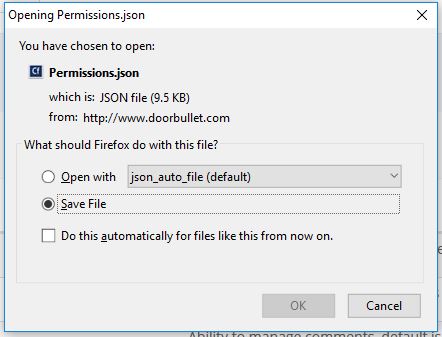 Opening Permissions.json
You have chosen to open:
Cf Permissions.json
which is: JSON file (9.5 KB)
from: http://www.doorbullet.com
What should Firefox do with this file?
Open with json_auto_file (default)
Save File
Do this automatically for files like this from now on.
OK Cancel
Ability to manage comments, default is